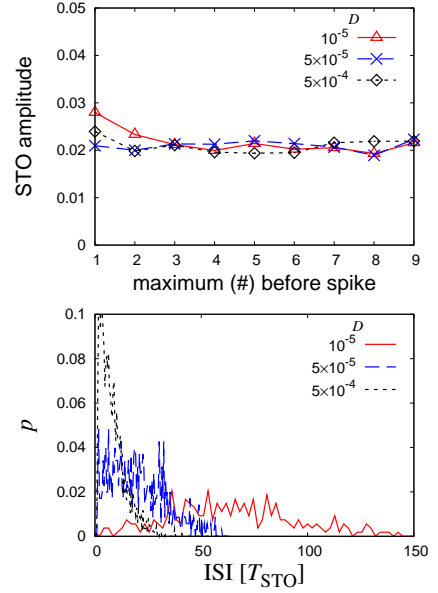 0.05
0.04
0.03
0.02
0.01
0
STO amplitude
D
10⁻⁵
5×10⁻⁵
5×10⁻⁴
1 2 3 4 5 6 7 8 9
maximum (#) before spike
0.1
0.08
0.06
0.04
0.02
0
p
D
10⁻⁵
5×10⁻⁵
5×10⁻⁴
0 50 100 150
ISI [T_STO]